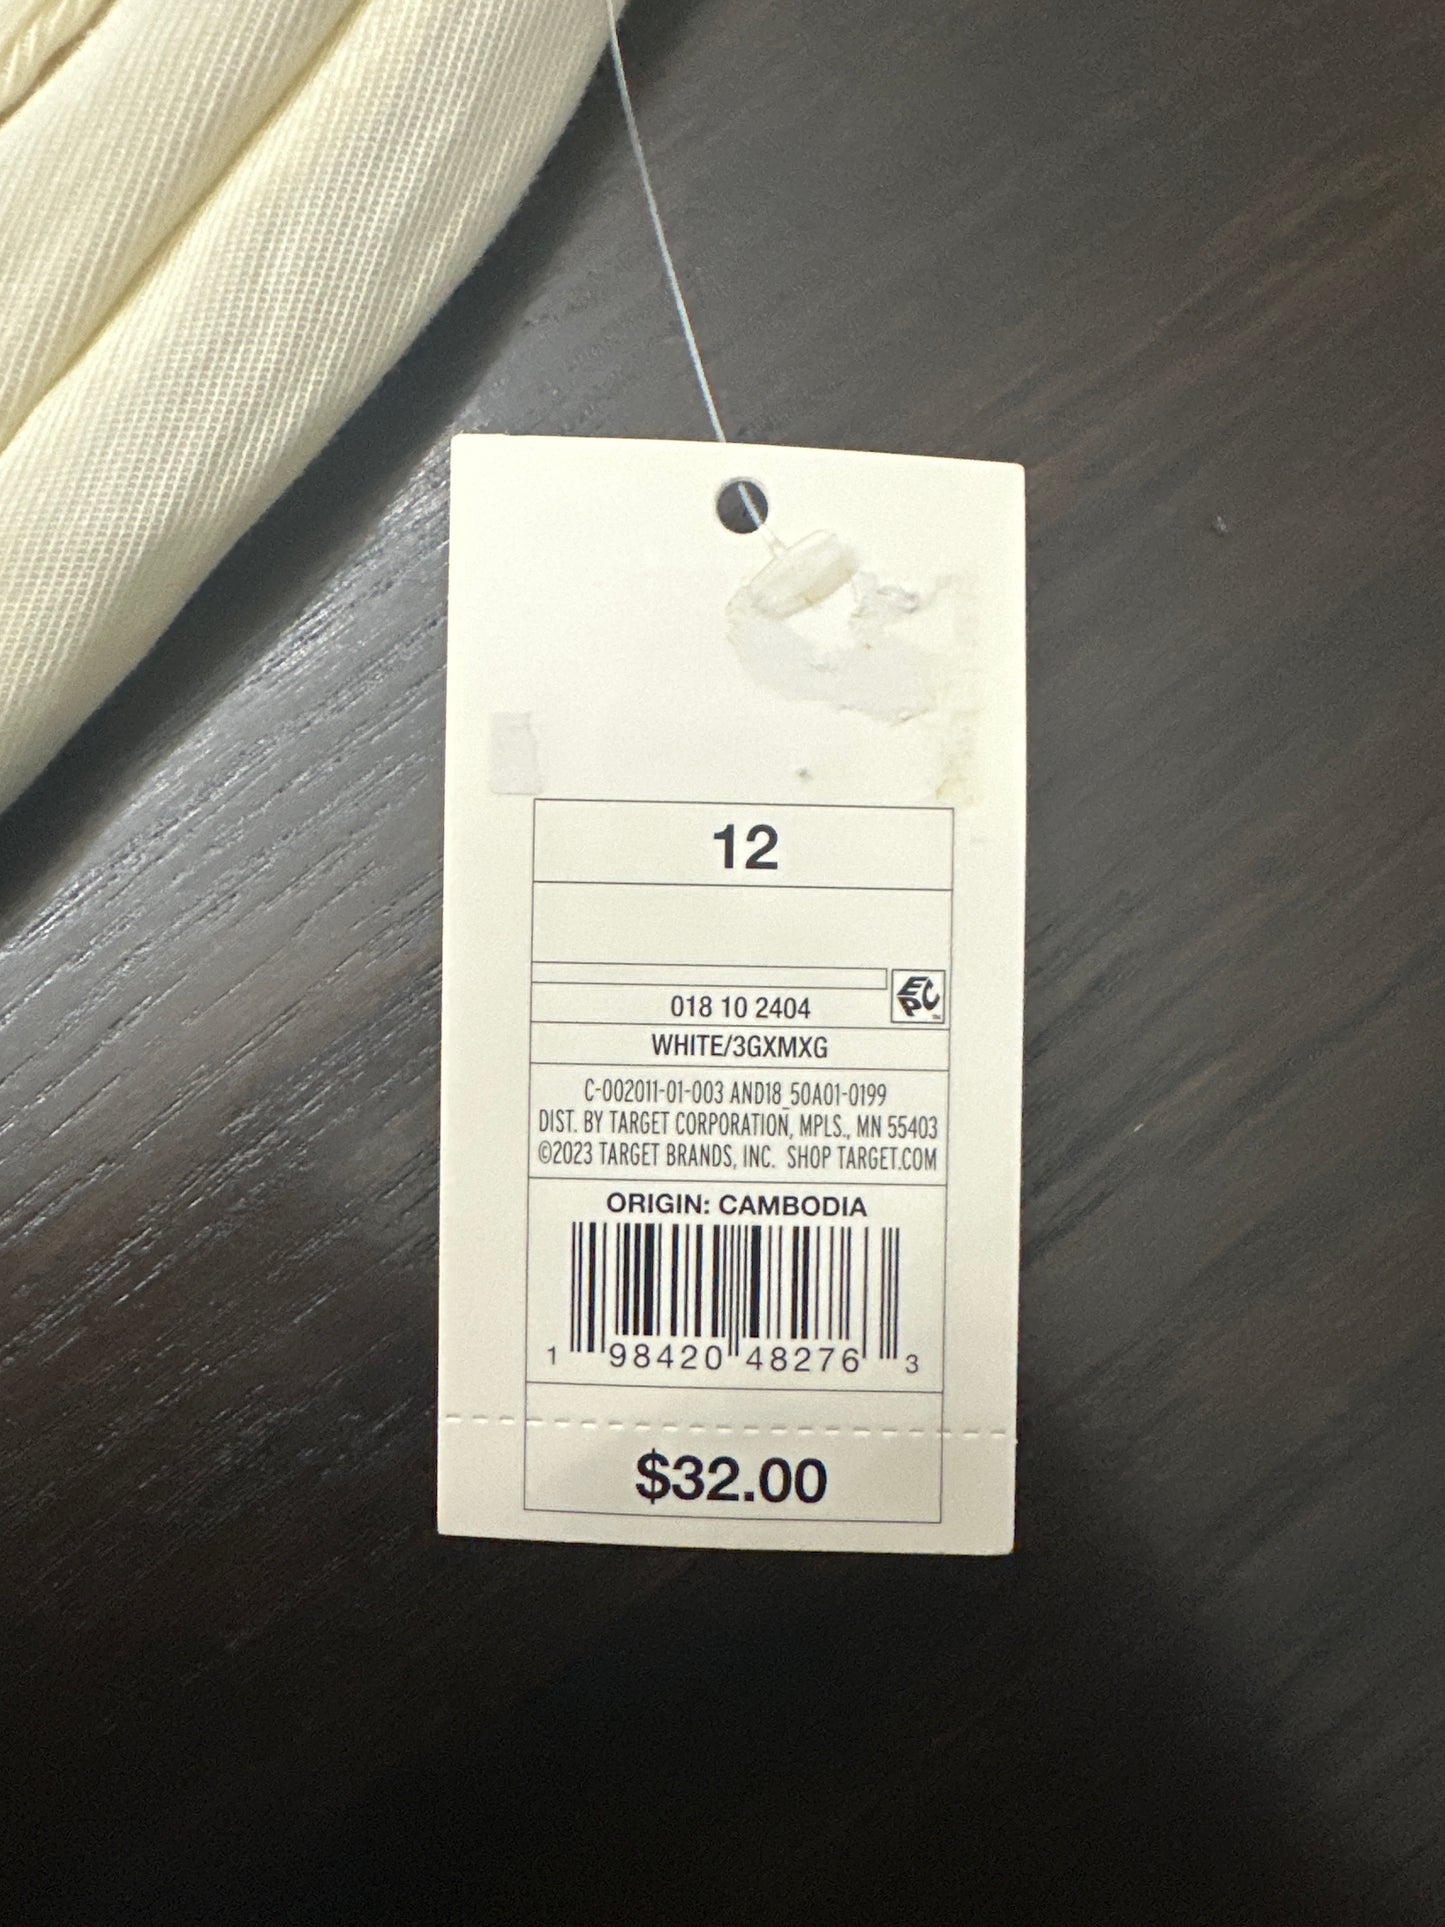 12
018 10 2404
EPC
WHITE/3GXMXG
C-002011-01-003 AND18_50A01-0199
DIST. BY TARGET CORPORATION, MPLS., MN 55403
©2023 TARGET BRANDS, INC. SHOP TARGET.COM
ORIGIN: CAMBODIA
1 98420 48276 3
$32.00